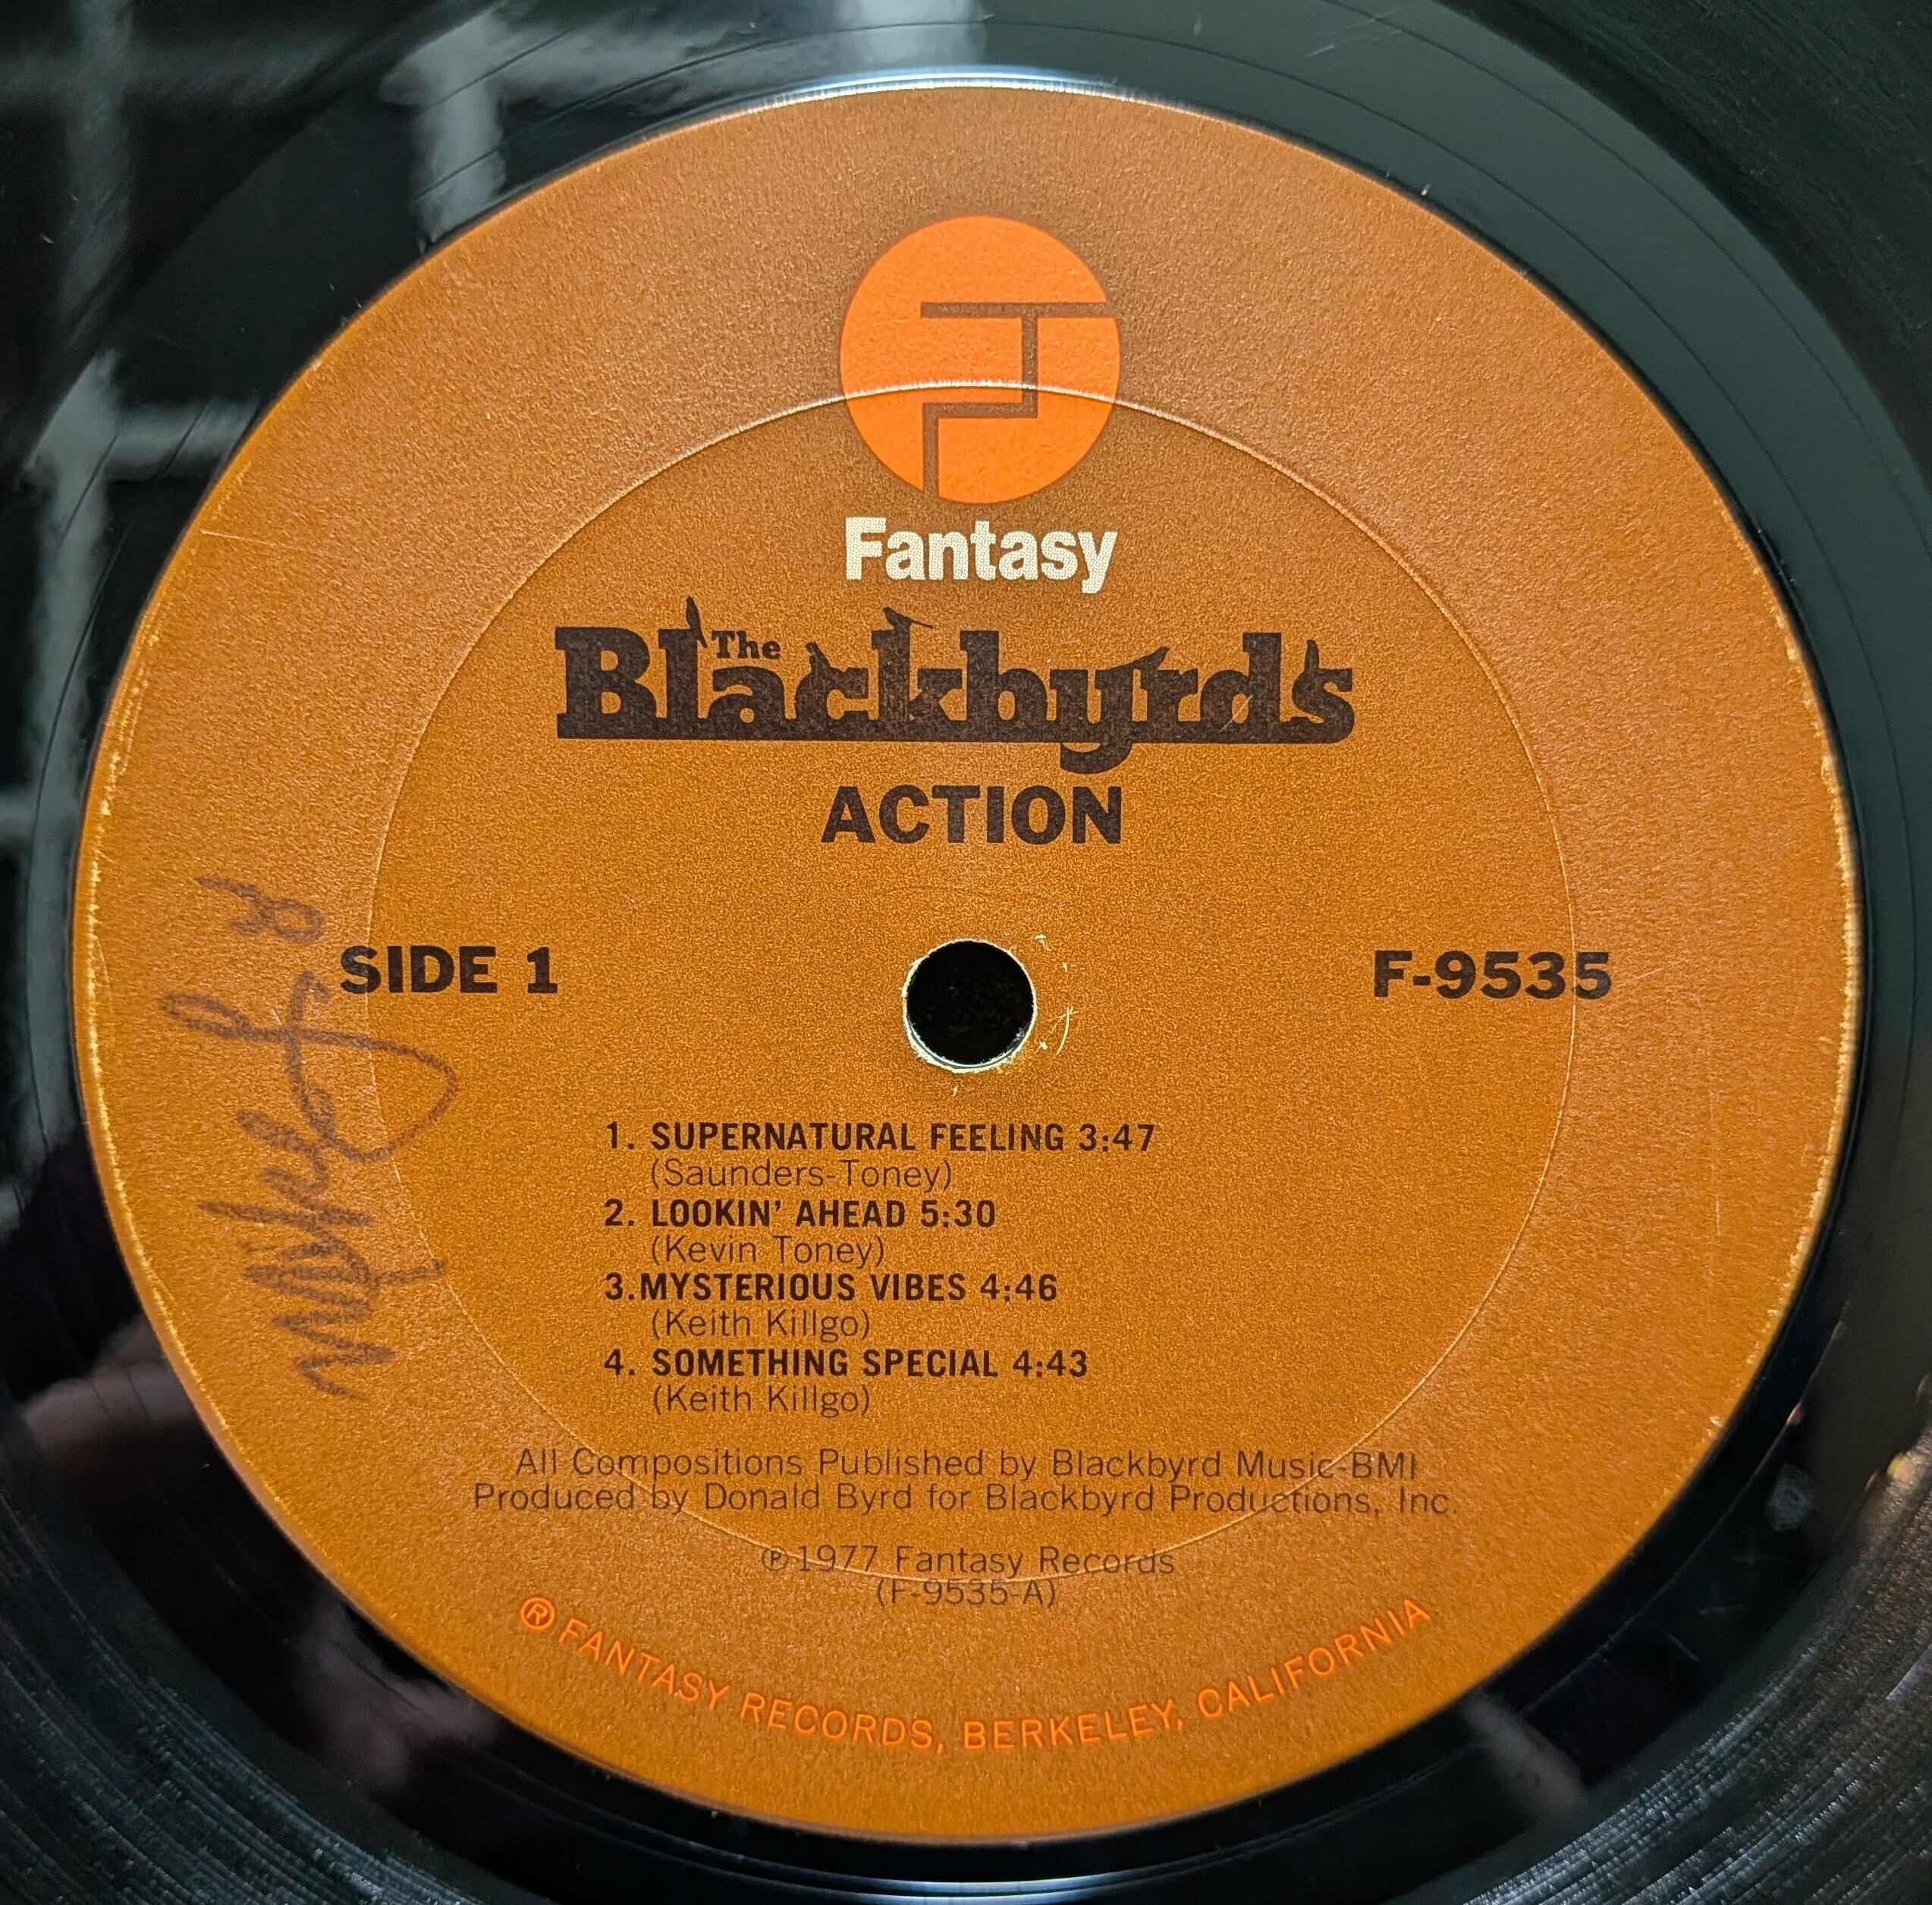 Fantasy
The Blackbyrds
ACTION
SIDE 1
F-9535
1. SUPERNATURAL FEELING 3:47
(Saunders-Toney)
2. LOOKIN' AHEAD 5:30
(Kevin Toney)
3.MYSTERIOUS VIBES 4:46
(Keith Killgo)
4. SOMETHING SPECIAL 4:43
(Keith Killgo)
All Compositions Published by Blackbyrd Music-BMI
Produced by Donald Byrd for Blackbyrd Productions, Inc.
℗1977 Fantasy Records
(F-9535-A)
® FANTASY RECORDS, BERKELEY, CALIFORNIA